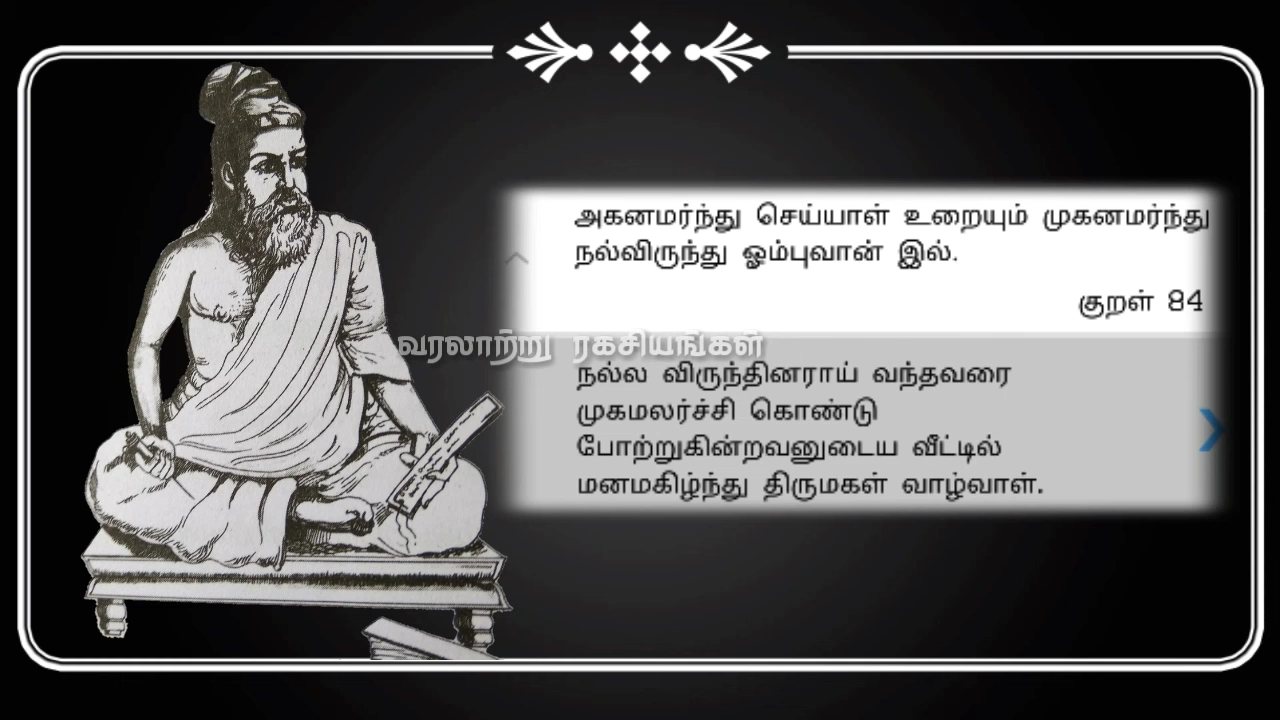 அகனமர்ந்து செய்யாள் உறையும் முகனமர்ந்து
நல்விருந்து ஓம்புவான் இல்.
குறள் 84
வரலாற்று ரகசியங்கள்
நல்ல விருந்தினராய் வந்தவரை
முகமலர்ச்சி கொண்டு
போற்றுகின்றவனுடைய வீட்டில்
மனமகிழ்ந்து திருமகள் வாழ்வாள்.